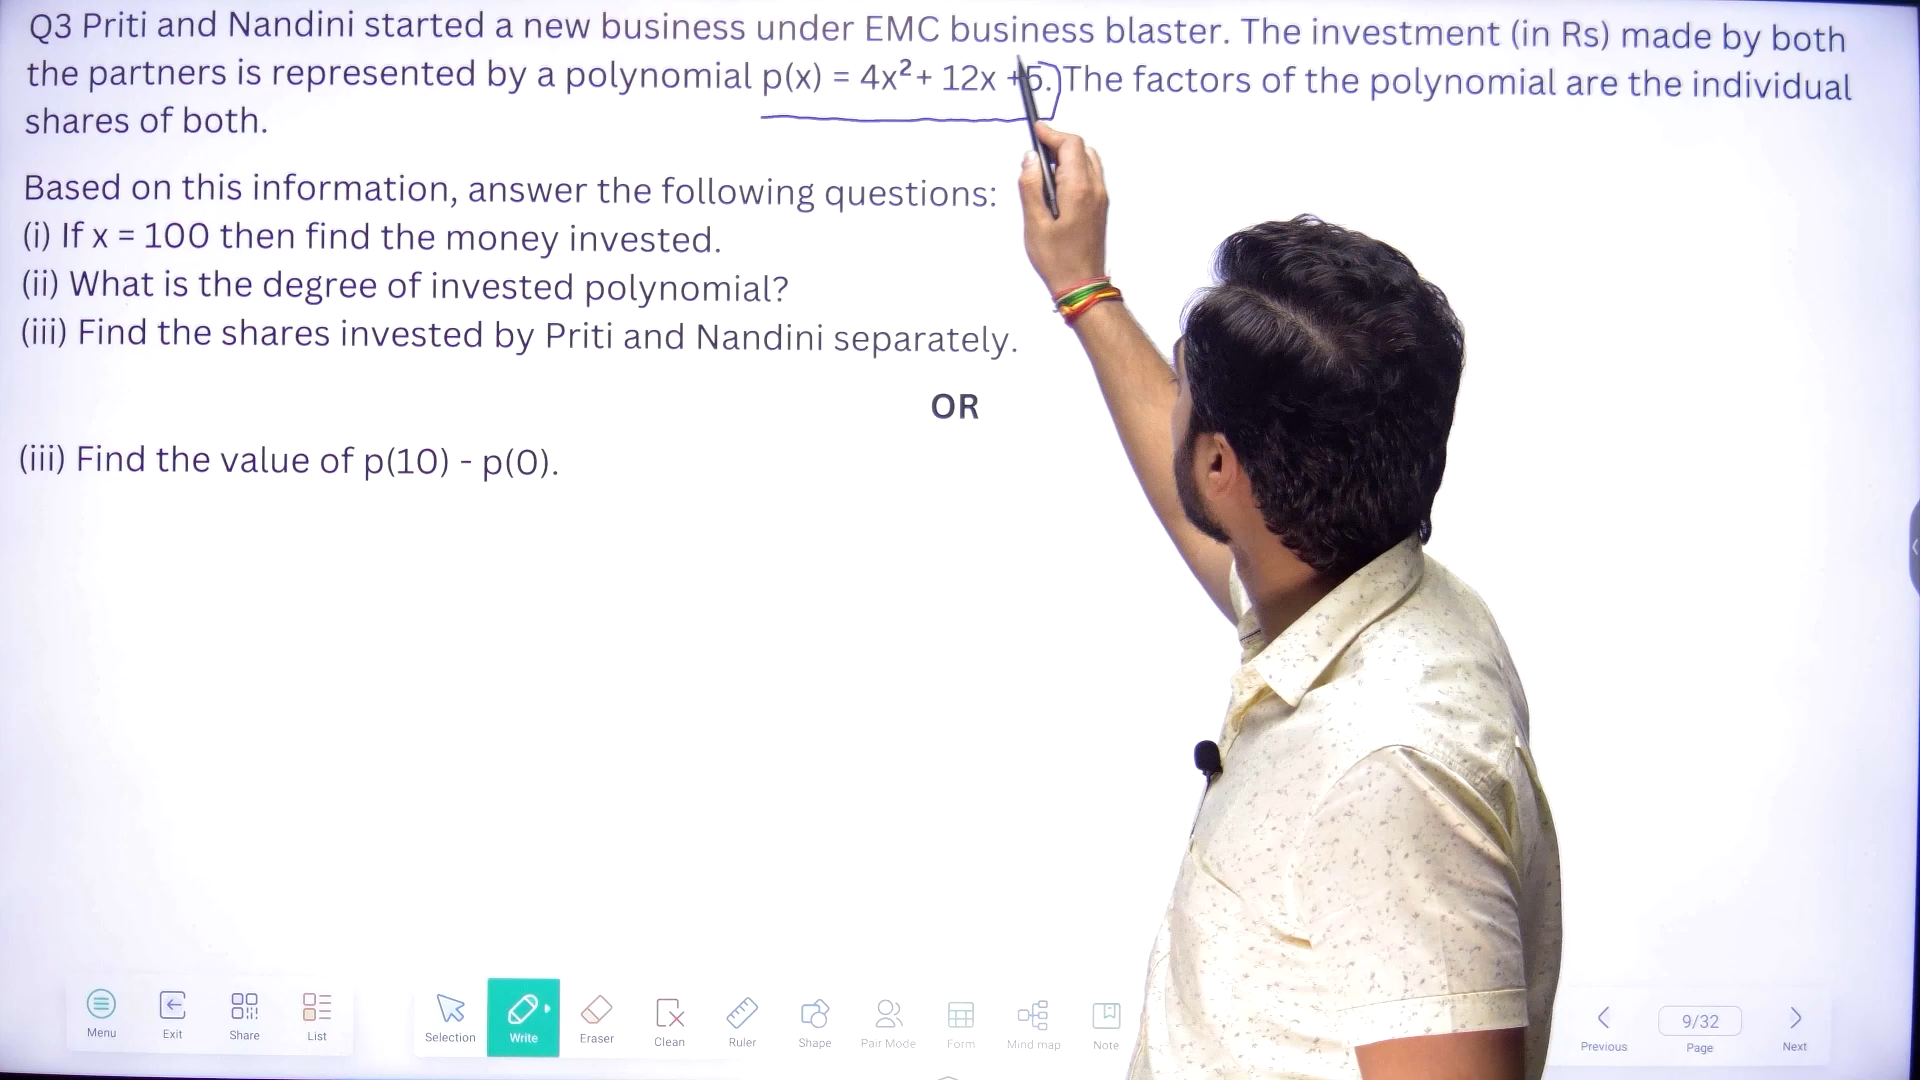 Q3 Priti and Nandini started a new business under EMC business blaster. The investment (in Rs) made by both
the partners is represented by a polynomial p(x) = 4x²+ 12x +5. The factors of the polynomial are the individual
shares of both.
Based on this information, answer the following questions:
(i) If x = 100 then find the money invested.
(ii) What is the degree of invested polynomial?
(iii) Find the shares invested by Priti and Nandini separately.
OR
(iii) Find the value of p(10) - p(0).
Menu Exit Share List Selection Write Eraser Clean Ruler Shape Pair Mode Form Mind map Note Previous 9/32 Page Next